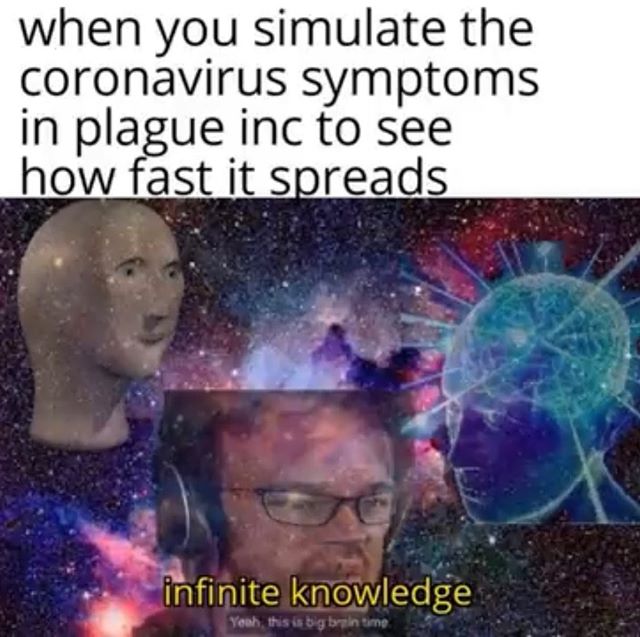 when you simulate the
coronavirus symptoms
in plague inc to see
how fast it spreads
infinite knowledge
Yeah, this is big brain time.